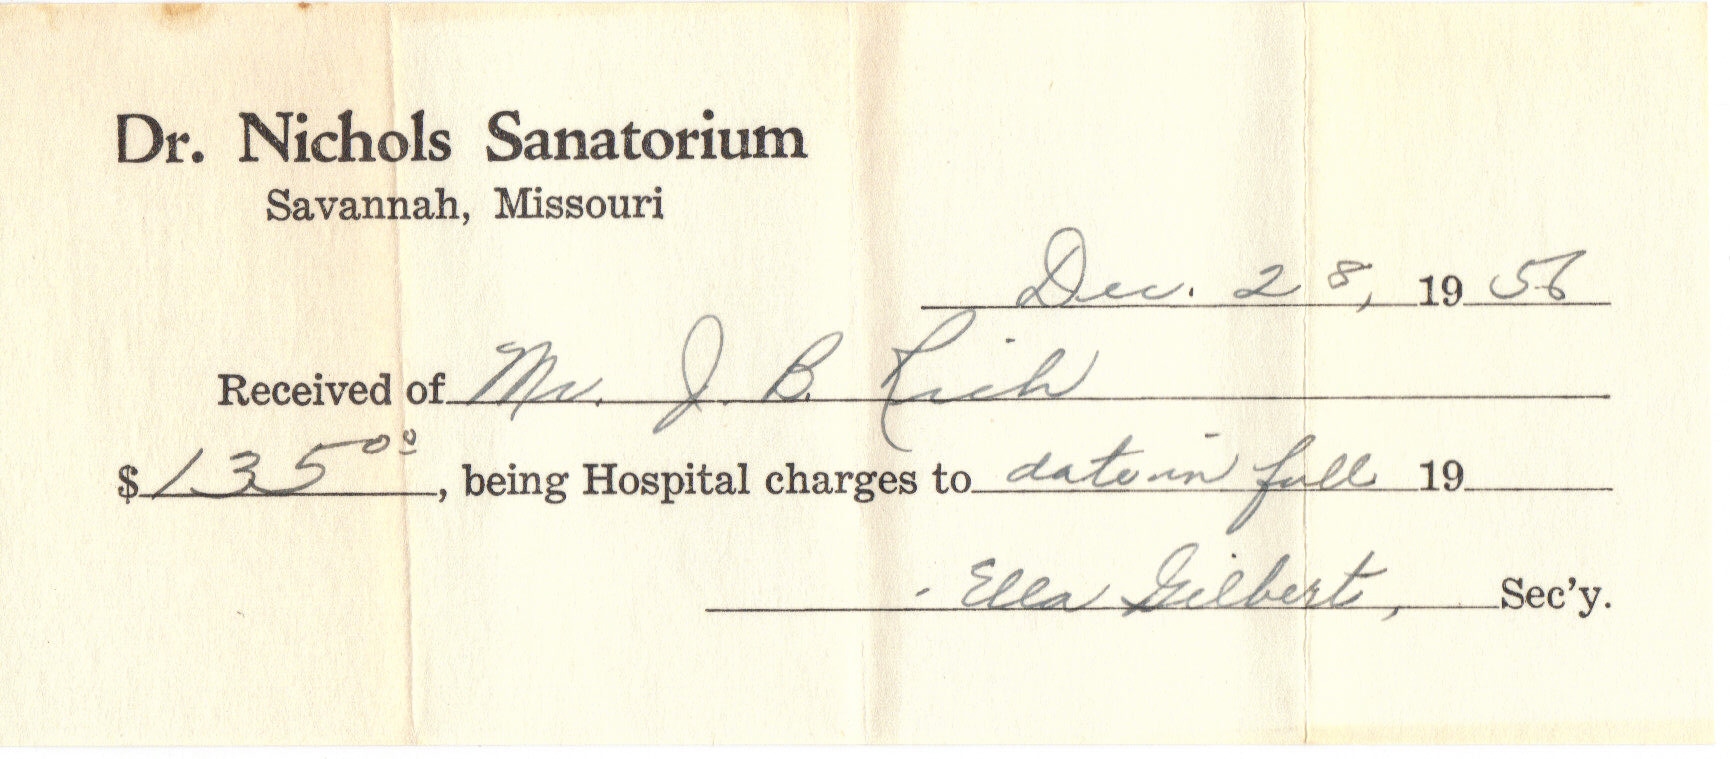 Dr. Nichols Sanatorium
Savannah, Missouri
Dec. 28, 1956
Received of Mr. J. B. Rich
$ 135.00, being Hospital charges to date in full 19
Ella Gilbert, Sec'y.